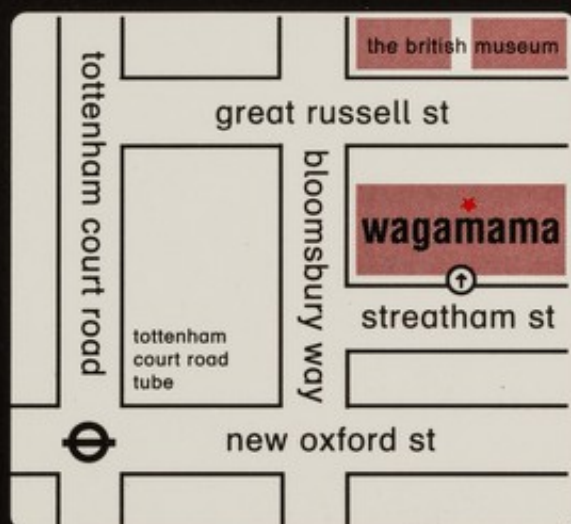 the british museum
great russell st
tottenham court road
bloomsbury way
wagamama
streatham st
tottenham
court road
tube
new oxford st